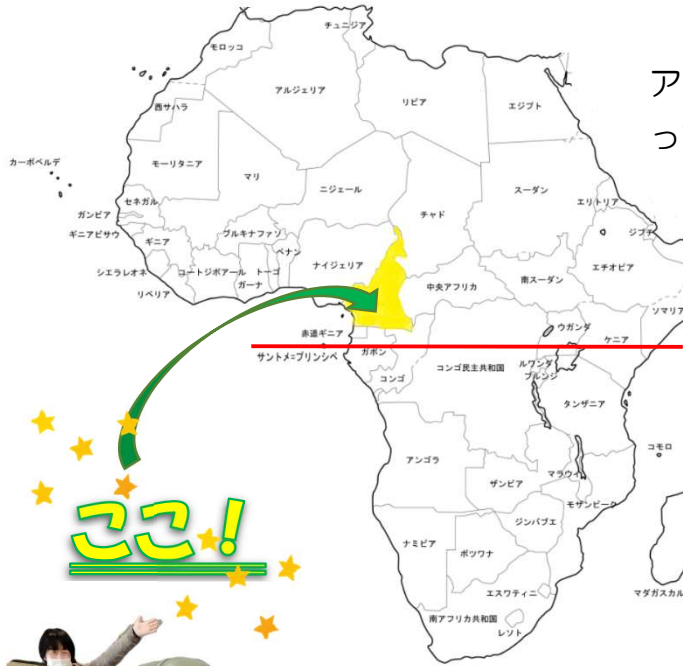 チュニジア
モロッコ
アルジェリア
リビア
エジプト
ア
っ
西サハラ
カーボベルデ
モーリタニア
マリ
ニジェール
チャド
スーダン
エリトリア
セネガル
ガンビア
ギニアビサウ
ギニア
ブルキナファソ
ベナン
ナイジェリア
ジブチ
エチオピア
シエラレオネ
コートジボアール
トーゴ
ガーナ
リベリア
中央アフリカ
南スーダン
ソマリア
赤道ギニア
サントメ=プリンシペ
ガボン
コンゴ
コンゴ民主共和国
ウガンダ
ケニア
ルワンダ
ブルンジ
タンザニア
コモロ
アンゴラ
ザンビア
マラウィ
モザンビーク
ジンバブエ
ナミビア
ボツワナ
マダガスカル
エスワティニ
南アフリカ共和国
レソト
ここ！